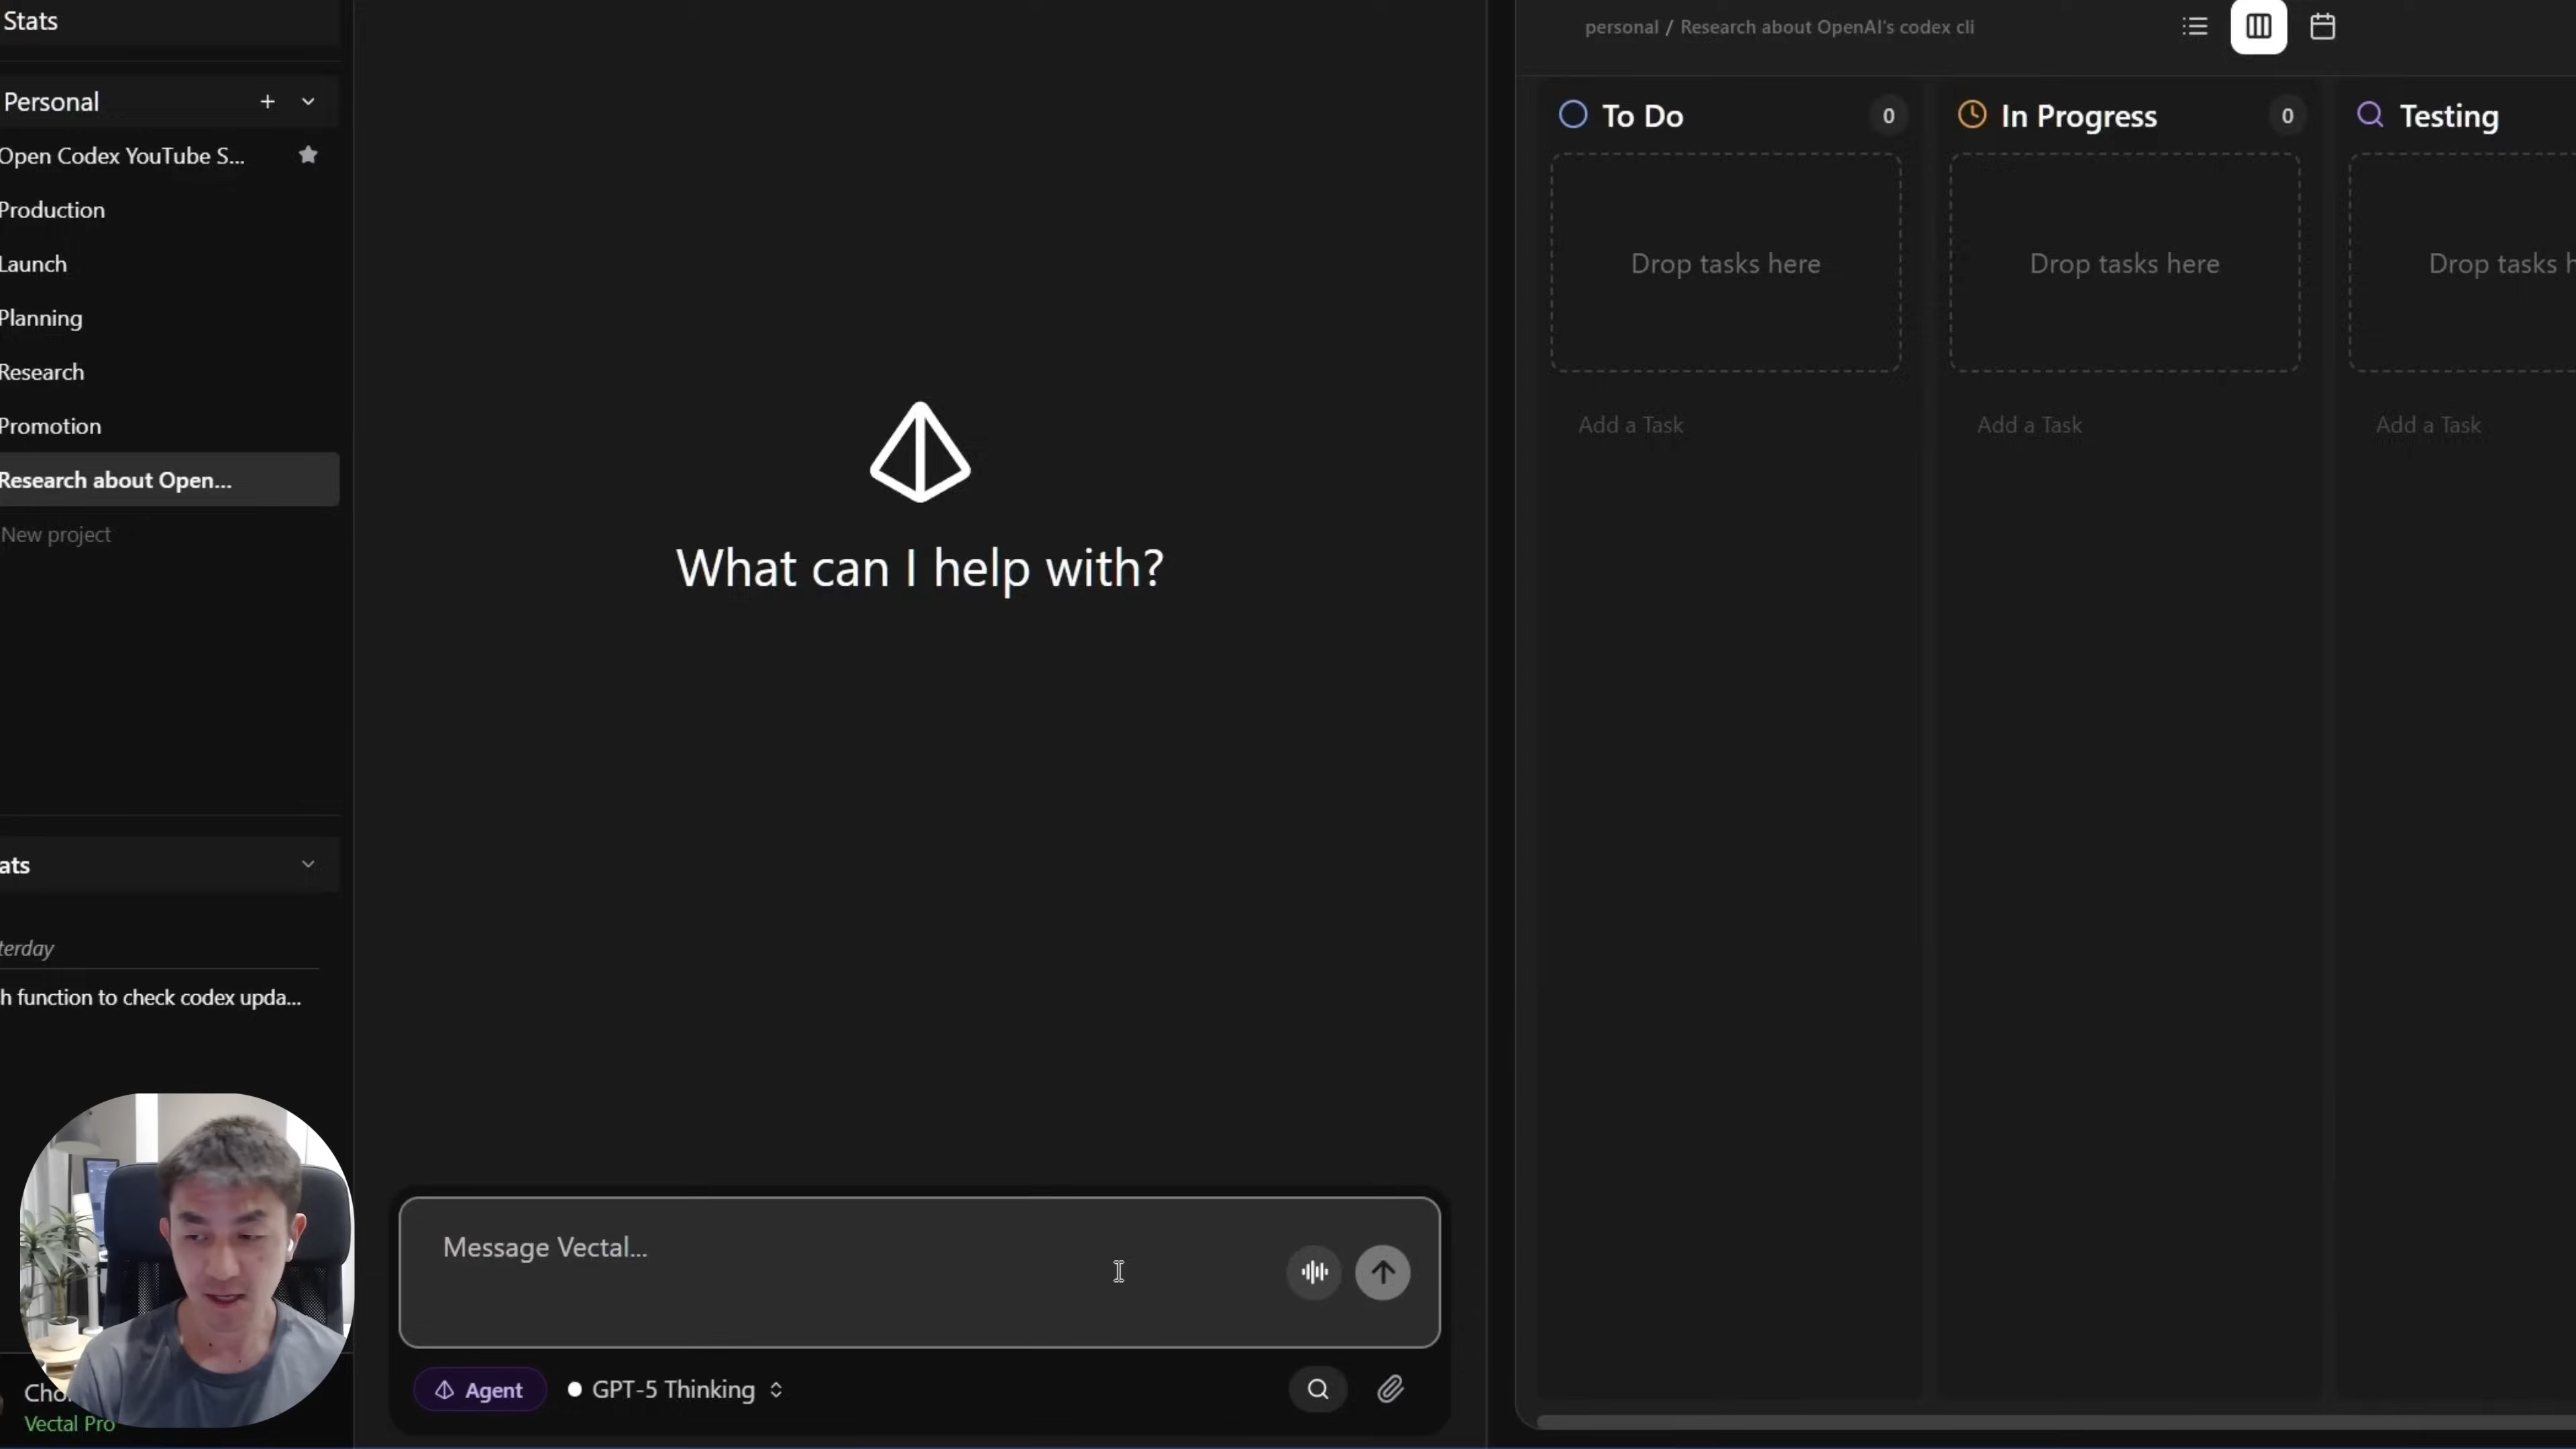 Stats
Personal
Open Codex YouTube S...
Production
Launch
Planning
Research
Promotion
Research about Open...
New project
ats
terday
h function to check codex upda...
Cho
Vectal Pro
What can I help with?
Message Vectal...
Agent
GPT-5 Thinking
personal / Research about OpenAI's codex cli
To Do 0
In Progress 0
Testing
Drop tasks here
Drop tasks here
Drop tasks h
Add a Task
Add a Task
Add a Task